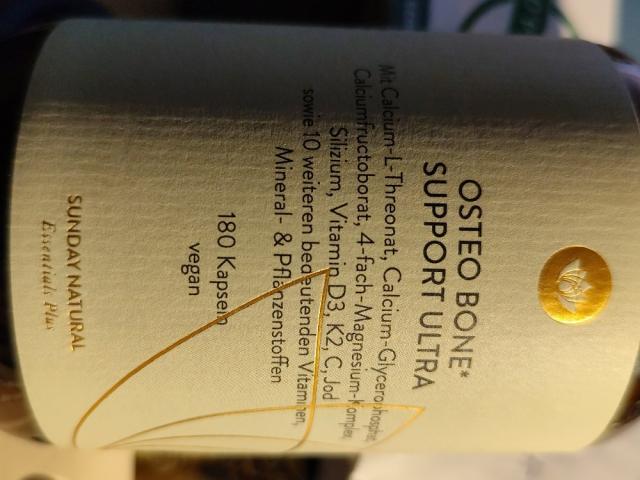 OSTEO BONE*
SUPPORT ULTRA
Mit Calcium-L-Threonat, Calcium-Glycerophosphat,
Calciumfructoborat, 4-fach-Magnesium-Komplex,
Silizium, Vitamin D3, K2, C, Jod
sowie 10 weiteren bedeutenden Vitaminen,
Mineral- & Pflanzenstoffen
180 Kapseln
vegan
SUNDAY NATURAL
Essential Plus